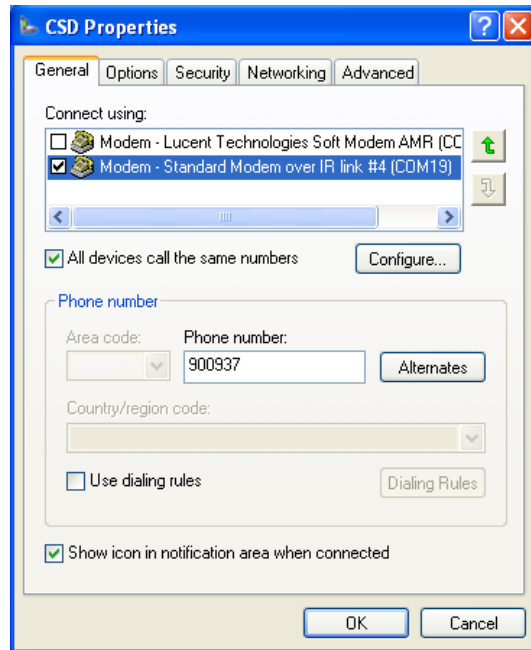 CSD Properties
General Options Security Networking Advanced
Connect using:
Modem - Lucent Technologies Soft Modem AMR (CC
Modem - Standard Modem over IR link #4 (COM19)
All devices call the same numbers
Configure...
Phone number
Area code: Phone number:
900937
Alternates
Country/region code:
Use dialing rules
Dialing Rules
Show icon in notification area when connected
OK Cancel